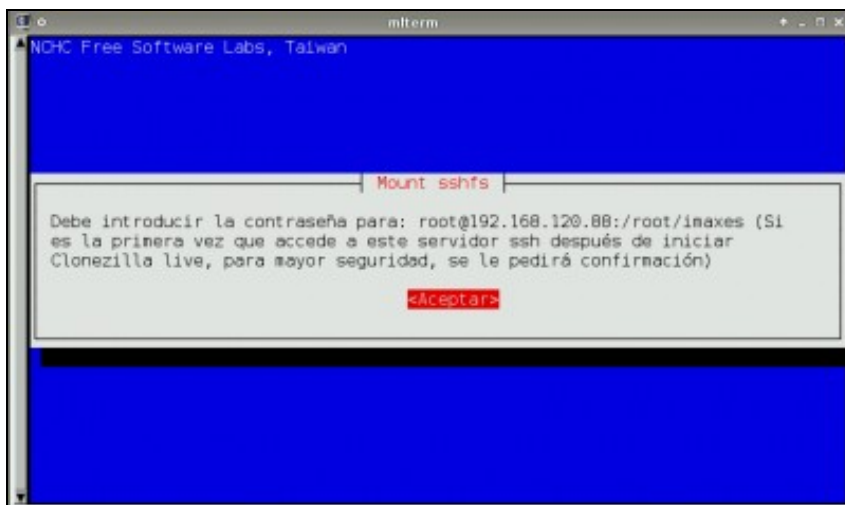 mlterm
NCHC Free Software Labs, Taiwan
Mount sshfs
Debe introducir la contraseña para: root@192.168.120.88:/root/imaxes (Si
es la primera vez que accede a este servidor ssh después de iniciar
Clonezilla live, para mayor seguridad, se le pedirá confirmación)
<Aceptar>